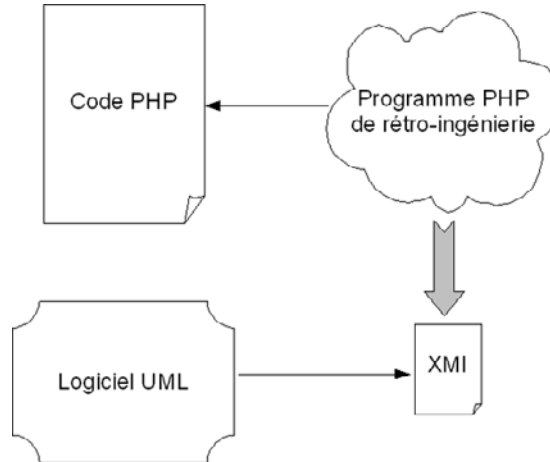 Code PHP
Programme PHP
de rétro-ingénierie
Logiciel UML
XMI